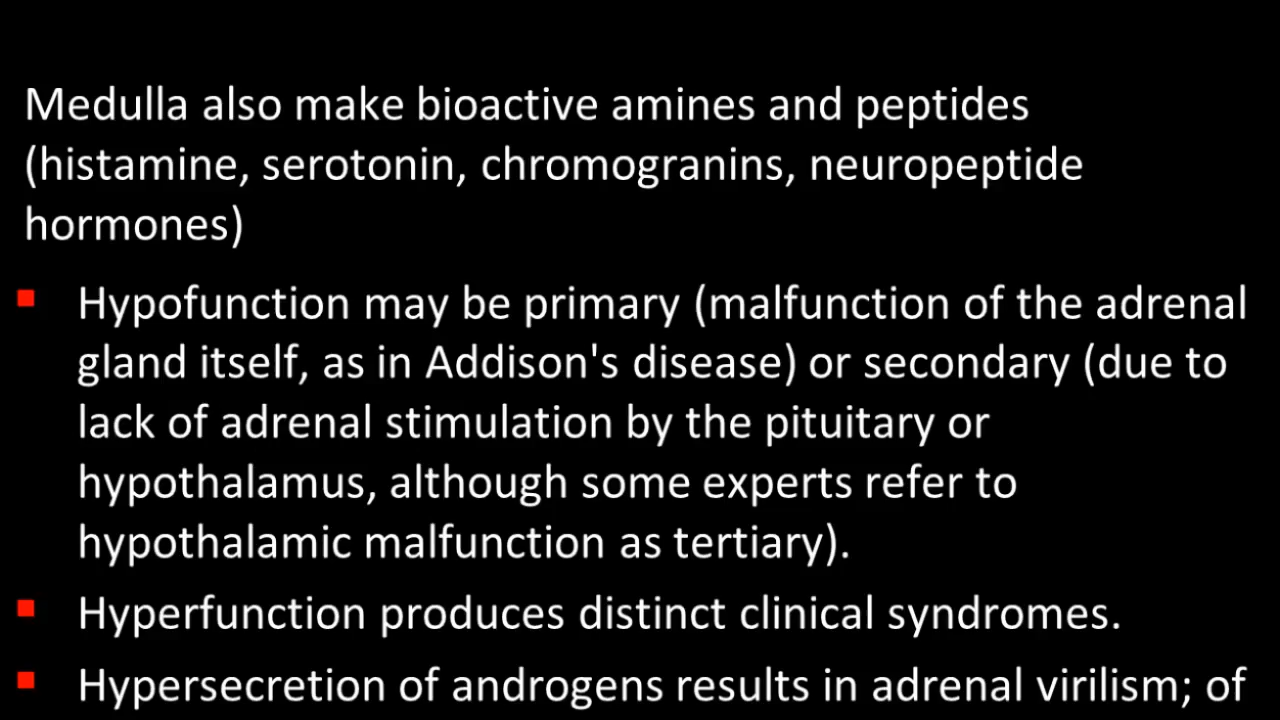 Medulla also make bioactive amines and peptides
(histamine, serotonin, chromogranins, neuropeptide
hormones)
Hypofunction may be primary (malfunction of the adrenal
gland itself, as in Addison's disease) or secondary (due to
lack of adrenal stimulation by the pituitary or
hypothalamus, although some experts refer to
hypothalamic malfunction as tertiary).
Hyperfunction produces distinct clinical syndromes.
Hypersecretion of androgens results in adrenal virilism; of